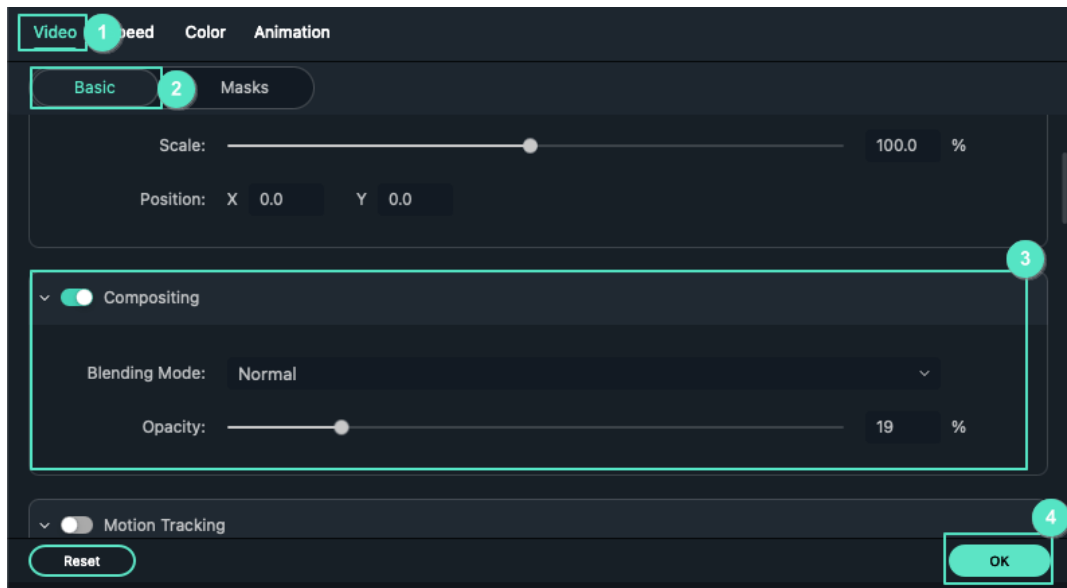 Video 1 peed Color Animation
Basic 2 Masks
Scale: 100.0 %
Position: X 0.0 Y 0.0
3
Compositing
Blending Mode: Normal
Opacity: 19 %
4
Motion Tracking
Reset OK